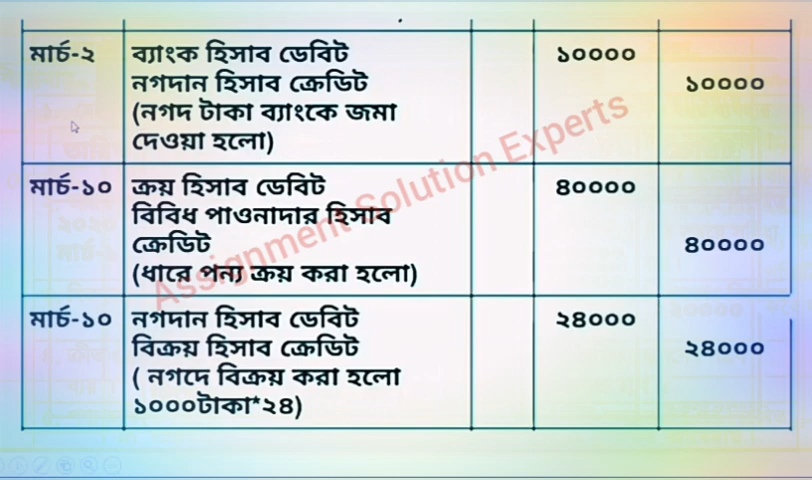 মার্চ-২ ব্যাংক হিসাব ডেবিট ১০০০০
নগদান হিসাব ক্রেডিট ১০০০০
(নগদ টাকা ব্যাংকে জমা
দেওয়া হলো)
মার্চ-১০ ক্রয় হিসাব ডেবিট ৪০০০০
বিবিধ পাওনাদার হিসাব
ক্রেডিট ৪০০০০
(ধারে পন্য ক্রয় করা হলো)
মার্চ-১০ নগদান হিসাব ডেবিট ২৪০০০
বিক্রয় হিসাব ক্রেডিট ২৪০০০
( নগদে বিক্রয় করা হলো
১০০০টাকা*২৪)
Assignment Solution Experts